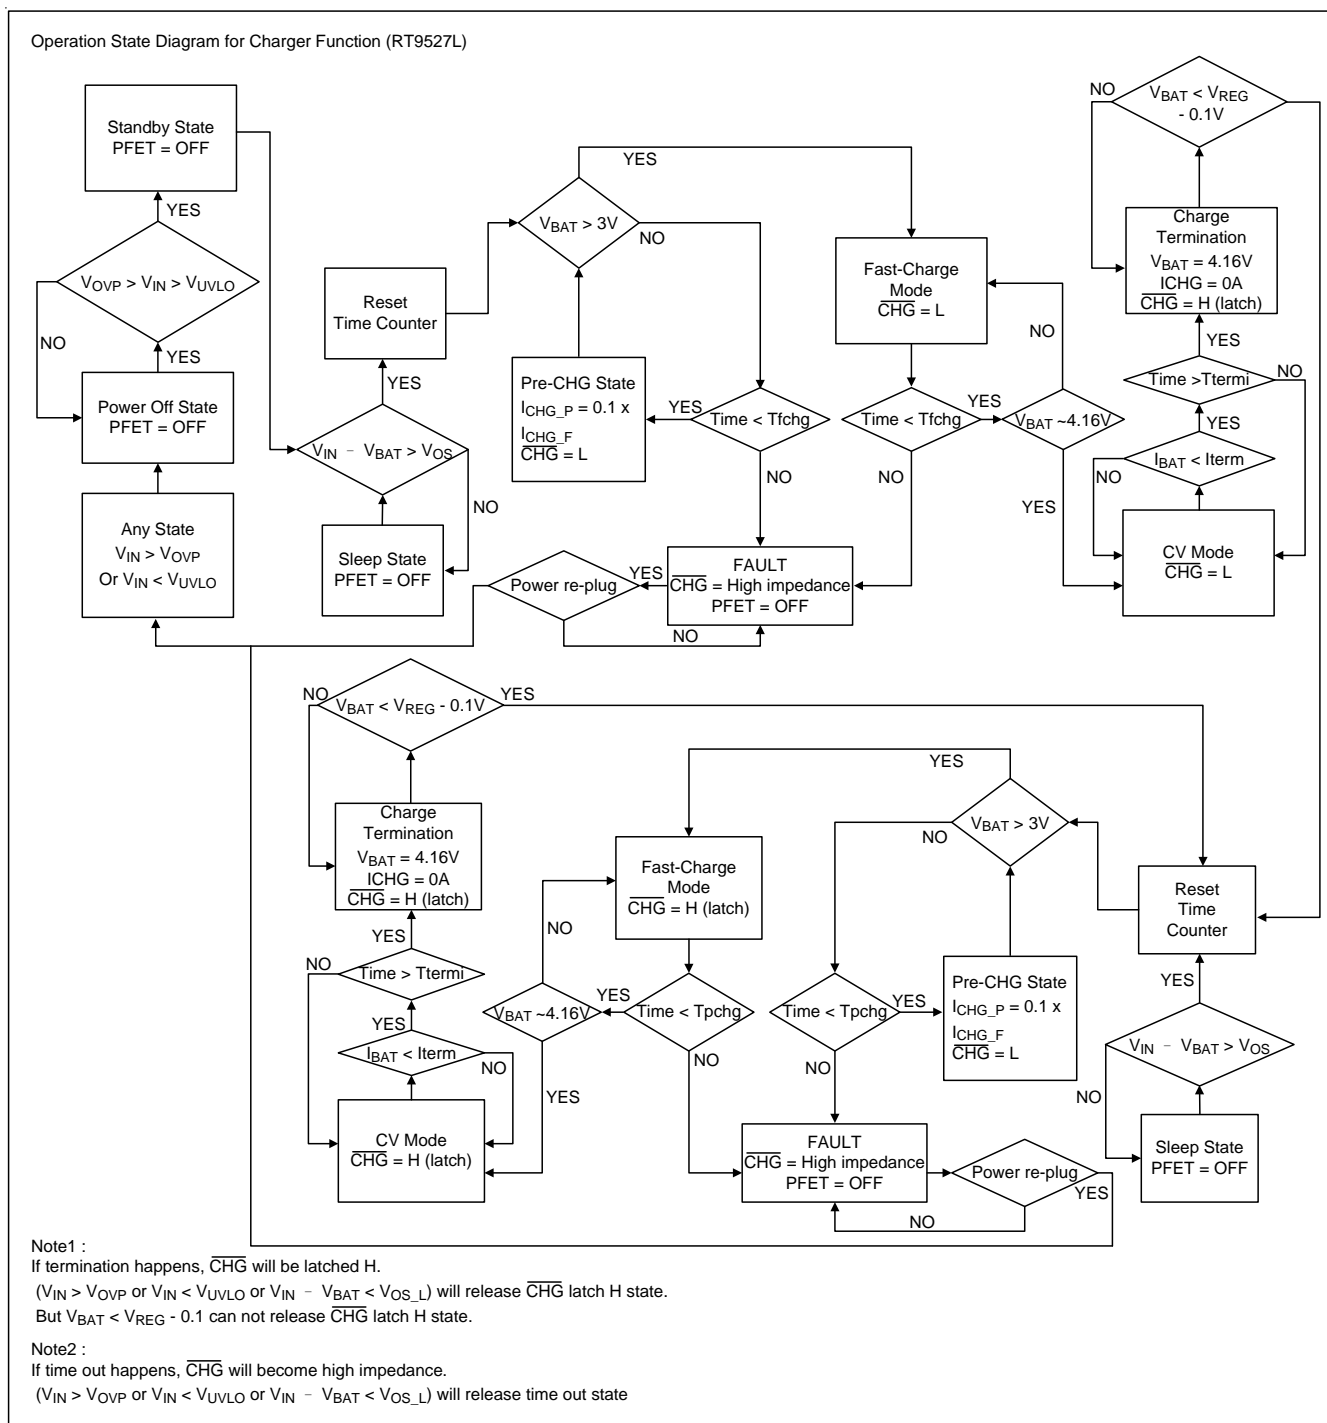 Operation State Diagram for Charger Function (RT9527L)
Standby State
PFET = OFF
YES
VOVP > VIN > VUVLO
NO
YES
Power Off State
PFET = OFF
Any State
VIN > VOVP
Or VIN < VUVLO
Reset
Time Counter
YES
VIN - VBAT > VOS
NO
Sleep State
PFET = OFF
YES
VBAT > 3V
NO
Pre-CHG State
ICHG_P = 0.1 x
ICHG_F
CHG = L
YES
Time < Tfchg
NO
Fast-Charge
Mode
CHG = L
Time < Tfchg
YES
NO
NO
VBAT ~4.16V
YES
FAULT
CHG = High impedance
PFET = OFF
YES
Power re-plug
NO
NO
VBAT < VREG
- 0.1V
Charge
Termination
VBAT = 4.16V
ICHG = 0A
CHG = H (latch)
YES
Time >Ttermi
NO
YES
IBAT < Iterm
NO
CV Mode
CHG = L
NO
VBAT < VREG - 0.1V
YES
Charge
Termination
VBAT = 4.16V
ICHG = 0A
CHG = H (latch)
YES
NO
Time > Ttermi
YES
IBAT < Iterm
NO
CV Mode
CHG = H (latch)
YES
Fast-Charge
Mode
CHG = H (latch)
NO
VBAT ~4.16V
YES
Time < Tpchg
NO
YES
VBAT > 3V
NO
Time < Tpchg
YES
NO
Pre-CHG State
ICHG_P = 0.1 x
ICHG_F
CHG = L
Reset
Time
Counter
YES
VIN - VBAT > VOS
NO
Sleep State
PFET = OFF
FAULT
CHG = High impedance
PFET = OFF
Power re-plug
YES
NO
Note1 :
If termination happens, CHG will be latched H.
(VIN > VOVP or VIN < VUVLO or VIN - VBAT < VOS_L) will release CHG latch H state.
But VBAT < VREG - 0.1 can not release CHG latch H state.
Note2 :
If time out happens, CHG will become high impedance.
(VIN > VOVP or VIN < VUVLO or VIN - VBAT < VOS_L) will release time out state